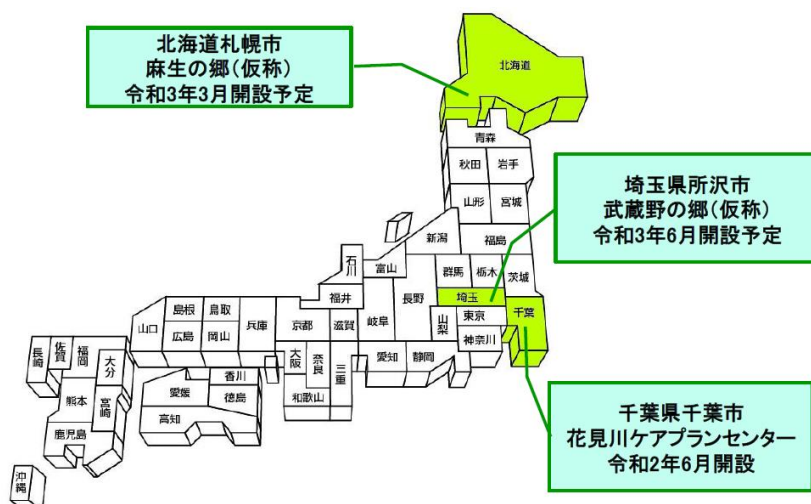 北海道札幌市
麻生の郷(仮称)
令和3年3月開設予定
北海道
青森
秋田
岩手
山形
宮城
新潟
福島
石川
富山
群馬
栃木
茨城
福井
長野
埼玉
千葉
山梨
東京
神奈川
岐阜
島根
鳥取
山口
広島
岡山
兵庫
京都
滋賀
大阪
奈良
三重
愛知
静岡
和歌山
長崎
佐賀
福岡
大分
熊本
宮崎
鹿児島
愛媛
香川
高知
徳島
沖縄
埼玉県所沢市
武蔵野の郷(仮称)
令和3年6月開設予定
千葉県千葉市
花見川ケアプランセンター
令和2年6月開設